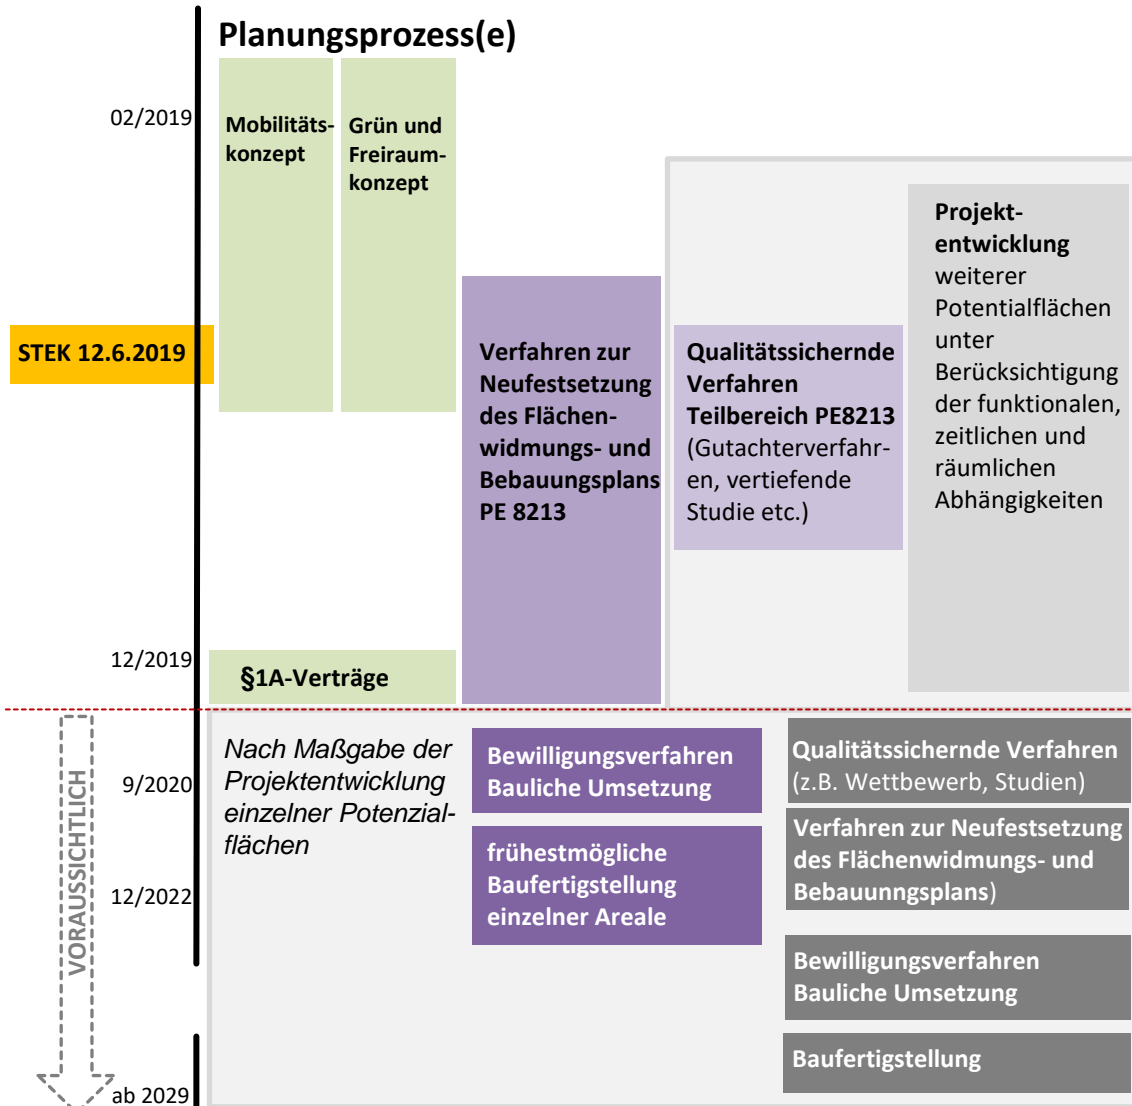 Planungsprozess(e)
02/2019
Mobilitäts-
konzept
Grün und
Freiraum-
konzept
STEK 12.6.2019
Verfahren zur
Neufestsetzung
des Flächen-
widmungs- und
Bebauungsplans
PE 8213
Qualitätssichernde
Verfahren
Teilbereich PE8213
(Gutachterverfahr-
en, vertiefende
Studie etc.)
Projekt-
entwicklung
weiterer
Potentialflächen
unter
Berücksichtigung
der funktionalen,
zeitlichen und
räumlichen
Abhängigkeiten
12/2019
§1A-Verträge
VORAUSSICHTLICH
9/2020
12/2022
ab 2029
Nach Maßgabe der
Projektentwicklung
einzelner Potenzial-
flächen
Bewilligungsverfahren
Bauliche Umsetzung
frühestmögliche
Baufertigstellung
einzelner Areale
Qualitätssichernde Verfahren
(z.B. Wettbewerb, Studien)
Verfahren zur Neufestsetzung
des Flächenwidmungs- und
Bebauunngsplans)
Bewilligungsverfahren
Bauliche Umsetzung
Baufertigstellung